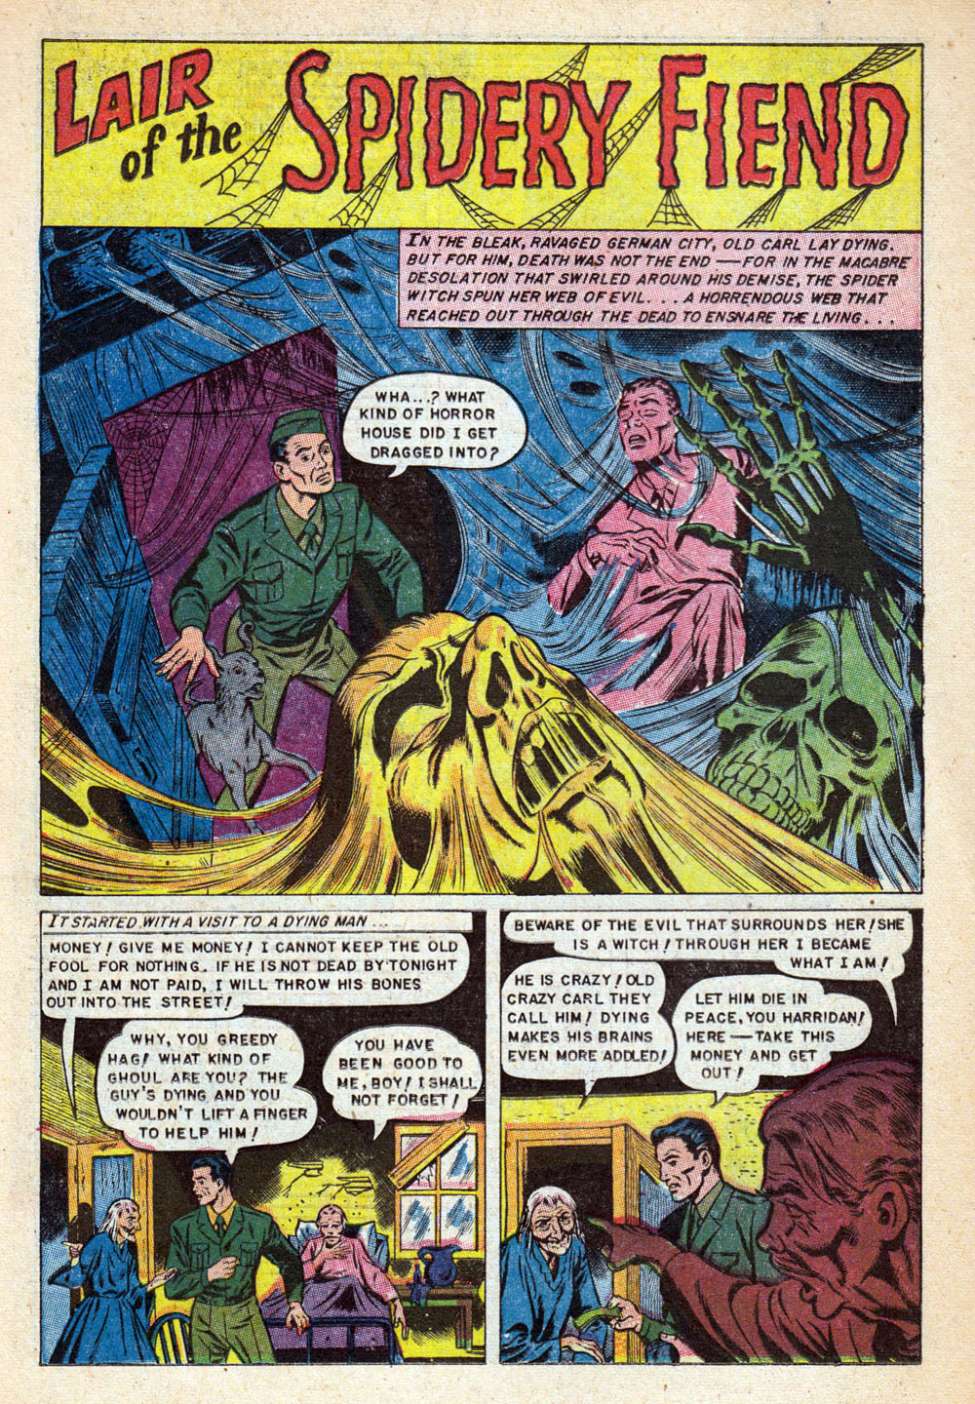 LAIR
of the
SPIDERY FIEND
IN THE BLEAK, RAVAGED GERMAN CITY, OLD CARL LAY DYING.
BUT FOR HIM, DEATH WAS NOT THE END — FOR IN THE MACABRE
DESOLATION THAT SWIRLED AROUND HIS DEMISE, THE SPIDER
WITCH SPUN HER WEB OF EVIL. . . A HORRENDOUS WEB THAT
REACHED OUT THROUGH THE DEAD TO ENSNARE THE LIVING . . .
WHA...? WHAT
KIND OF HORROR
HOUSE DID I GET
DRAGGED INTO?
IT STARTED WITH A VISIT TO A DYING MAN . . .
MONEY! GIVE ME MONEY! I CANNOT KEEP THE OLD
FOOL FOR NOTHING. IF HE IS NOT DEAD BY TONIGHT
AND I AM NOT PAID, I WILL THROW HIS BONES
OUT INTO THE STREET!
WHY, YOU GREEDY
HAG! WHAT KIND OF
GHOUL ARE YOU? THE
GUY'S DYING AND YOU
WOULDN'T LIFT A FINGER
TO HELP HIM!
YOU HAVE
BEEN GOOD TO
ME, BOY! I SHALL
NOT FORGET!
BEWARE OF THE EVIL THAT SURROUNDS HER! SHE
IS A WITCH! THROUGH HER I BECAME
WHAT I AM!
HE IS CRAZY! OLD
CRAZY CARL THEY
CALL HIM! DYING
MAKES HIS BRAINS
EVEN MORE ADDLED!
LET HIM DIE IN
PEACE, YOU HARRIDAN!
HERE — TAKE THIS
MONEY AND GET
OUT!